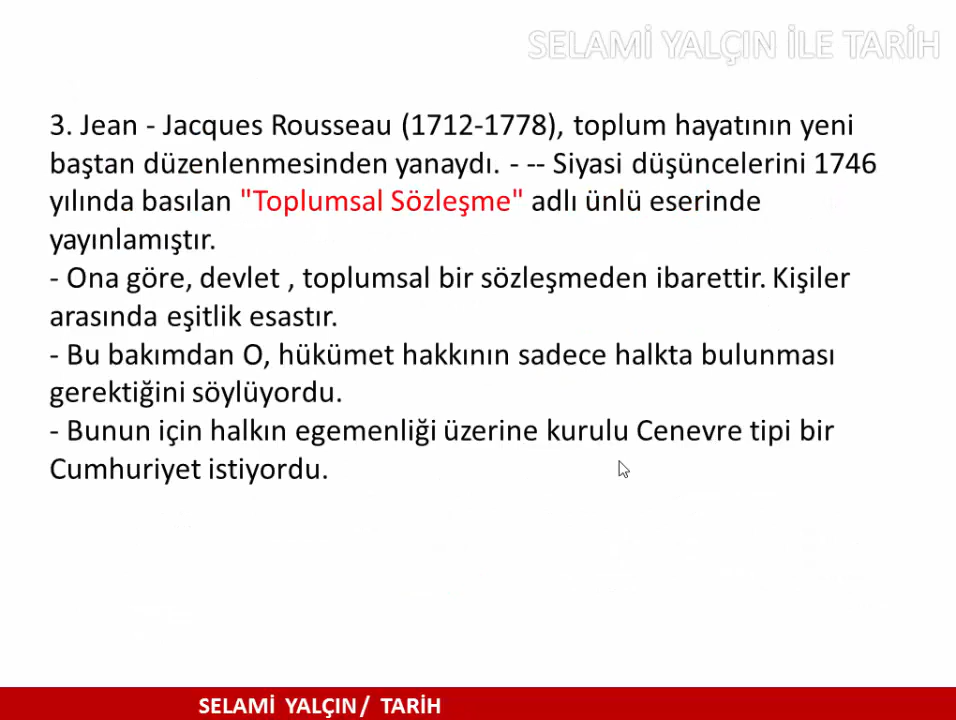 SELAMİ YALÇIN İLE TARİH
3. Jean - Jacques Rousseau (1712-1778), toplum hayatının yeni
baştan düzenlenmesinden yanaydı. - -- Siyasi düşüncelerini 1746
yılında basılan "Toplumsal Sözleşme" adlı ünlü eserinde
yayınlamıştır.
- Ona göre, devlet , toplumsal bir sözleşmeden ibarettir. Kişiler
arasında eşitlik esastır.
- Bu bakımdan O, hükümet hakkının sadece halkta bulunması
gerektiğini söylüyordu.
- Bunun için halkın egemenliği üzerine kurulu Cenevre tipi bir
Cumhuriyet istiyordu.
SELAMİ YALÇIN / TARİH